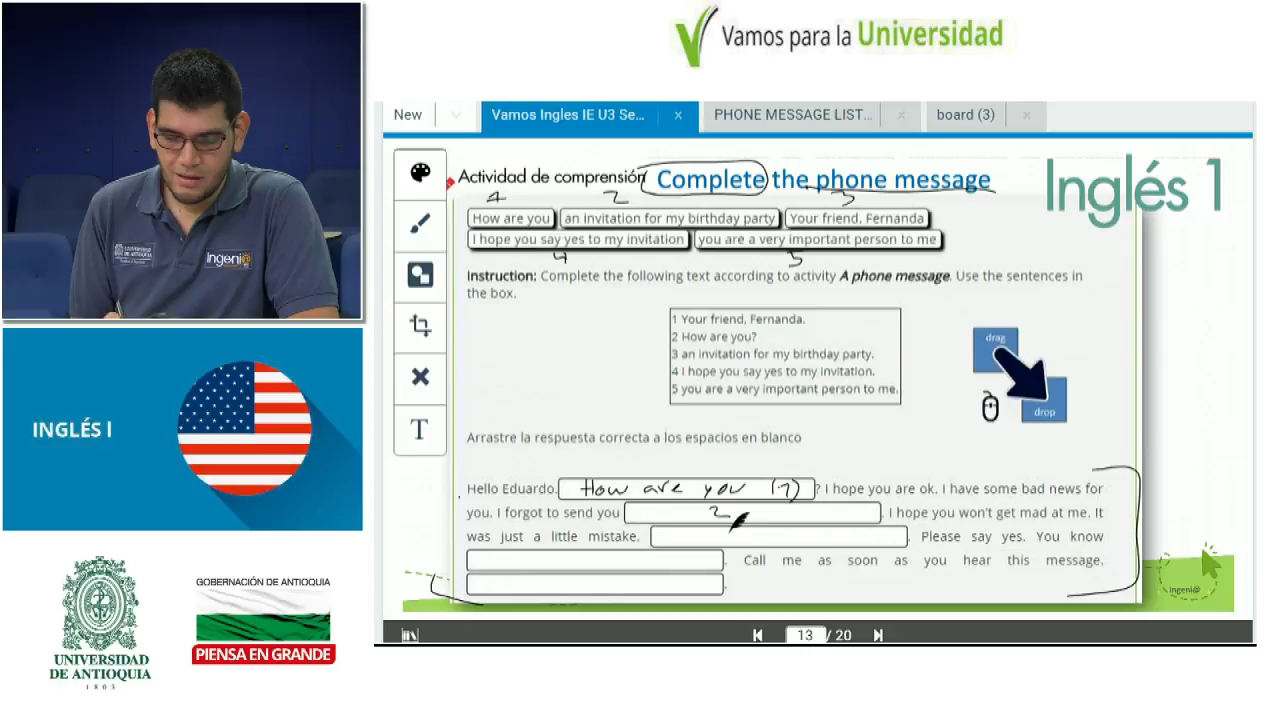 Vamos para la Universidad
New
Vamos Ingles IE U3 Se... x
PHONE MESSAGE LIST... x
board (3) x
Actividad de comprensión Complete the phone message
Inglés 1
4 2 3
How are you an invitation for my birthday party Your friend, Fernanda
I hope you say yes to my invitation you are a very important person to me
4 5
Instruction: Complete the following text according to activity A phone message. Use the sentences in
the box.
1 Your friend, Fernanda.
2 How are you?
3 an invitation for my birthday party.
4 I hope you say yes to my invitation.
5 you are a very important person to me.
drag
drop
Arrastre la respuesta correcta a los espacios en blanco
Hello Eduardo. How are you (?) ? I hope you are ok. I have some bad news for
you. I forgot to send you 2 . I hope you won't get mad at me. It
was just a little mistake. . Please say yes. You know
. Call me as soon as you hear this message.
.
T
13 / 20
Ingeni@
Ingeni@
INGLÉS I
UNIVERSIDAD
DE ANTIOQUIA
1803
GOBERNACIÓN DE ANTIOQUIA
PIENSA EN GRANDE